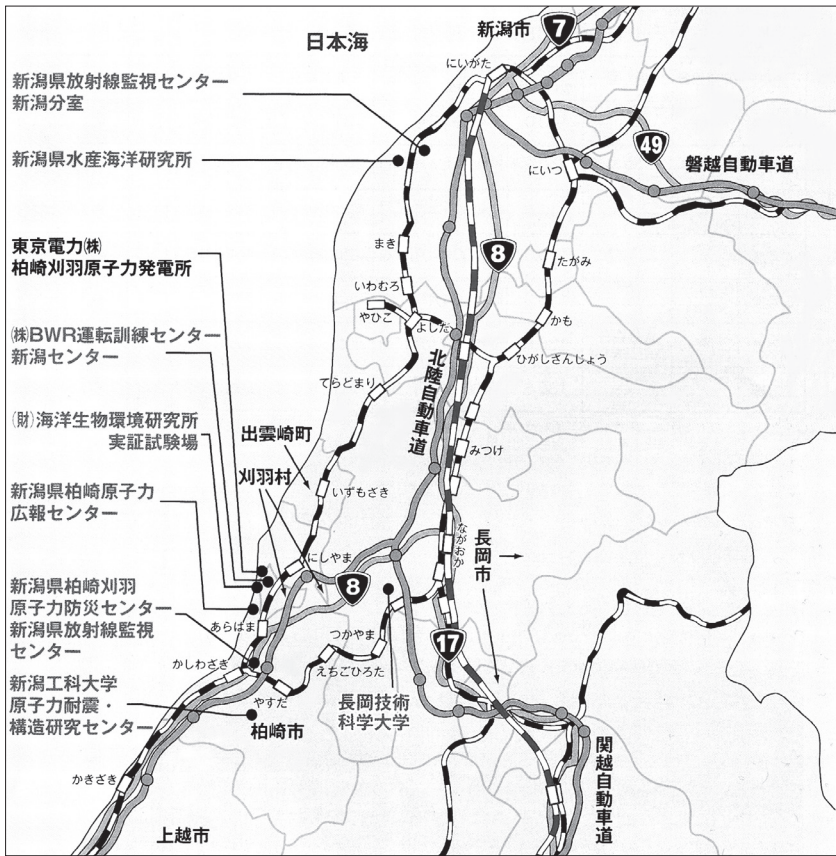 日本海
新潟市
7
にいがた
新潟県放射線監視センター
新潟分室
新潟県水産海洋研究所
49
磐越自動車道
にいつ
東京電力㈱
柏崎刈羽原子力発電所
まき
8
たがみ
いわむろ
やひこ
よしだ
かも
ひがしさんじょう
㈱BWR運転訓練センター
新潟センター
北陸自動車道
てらどまり
(財)海洋生物環境研究所
実証試験場
出雲崎町
刈羽村
みつけ
いずもざき
新潟県柏崎原子力
広報センター
ながおか
長岡市
にしやま
8
新潟県柏崎刈羽
原子力防災センター
新潟県放射線監視
センター
あらはま
つかやま
17
かしわざき
えちごひろた
新潟工科大学
原子力耐震・
構造研究センター
やすだ
柏崎市
長岡技術
科学大学
関越自動車道
かきざき
上越市